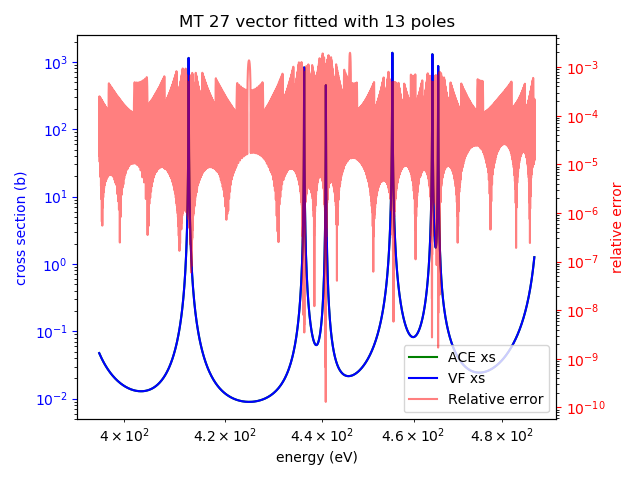 MT 27 vector fitted with 13 poles
10³
10²
10¹
10⁰
10⁻¹
10⁻²
cross section (b)
10⁻³
10⁻⁴
10⁻⁵
10⁻⁶
10⁻⁷
10⁻⁸
10⁻⁹
10⁻¹⁰
relative error
ACE xs
VF xs
Relative error
4 × 10²
4.2 × 10²
4.4 × 10²
4.6 × 10²
4.8 × 10²
energy (eV)